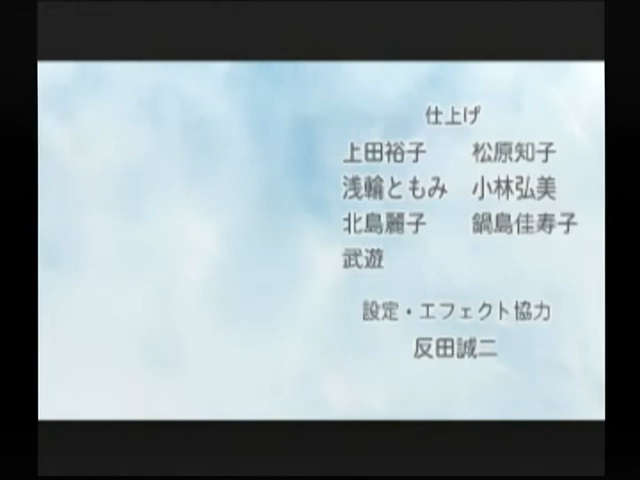 仕上げ
上田裕子 松原知子
浅輪ともみ 小林弘美
北島麗子 鍋島佳寿子
武遊
設定・エフェクト協力
反田誠二